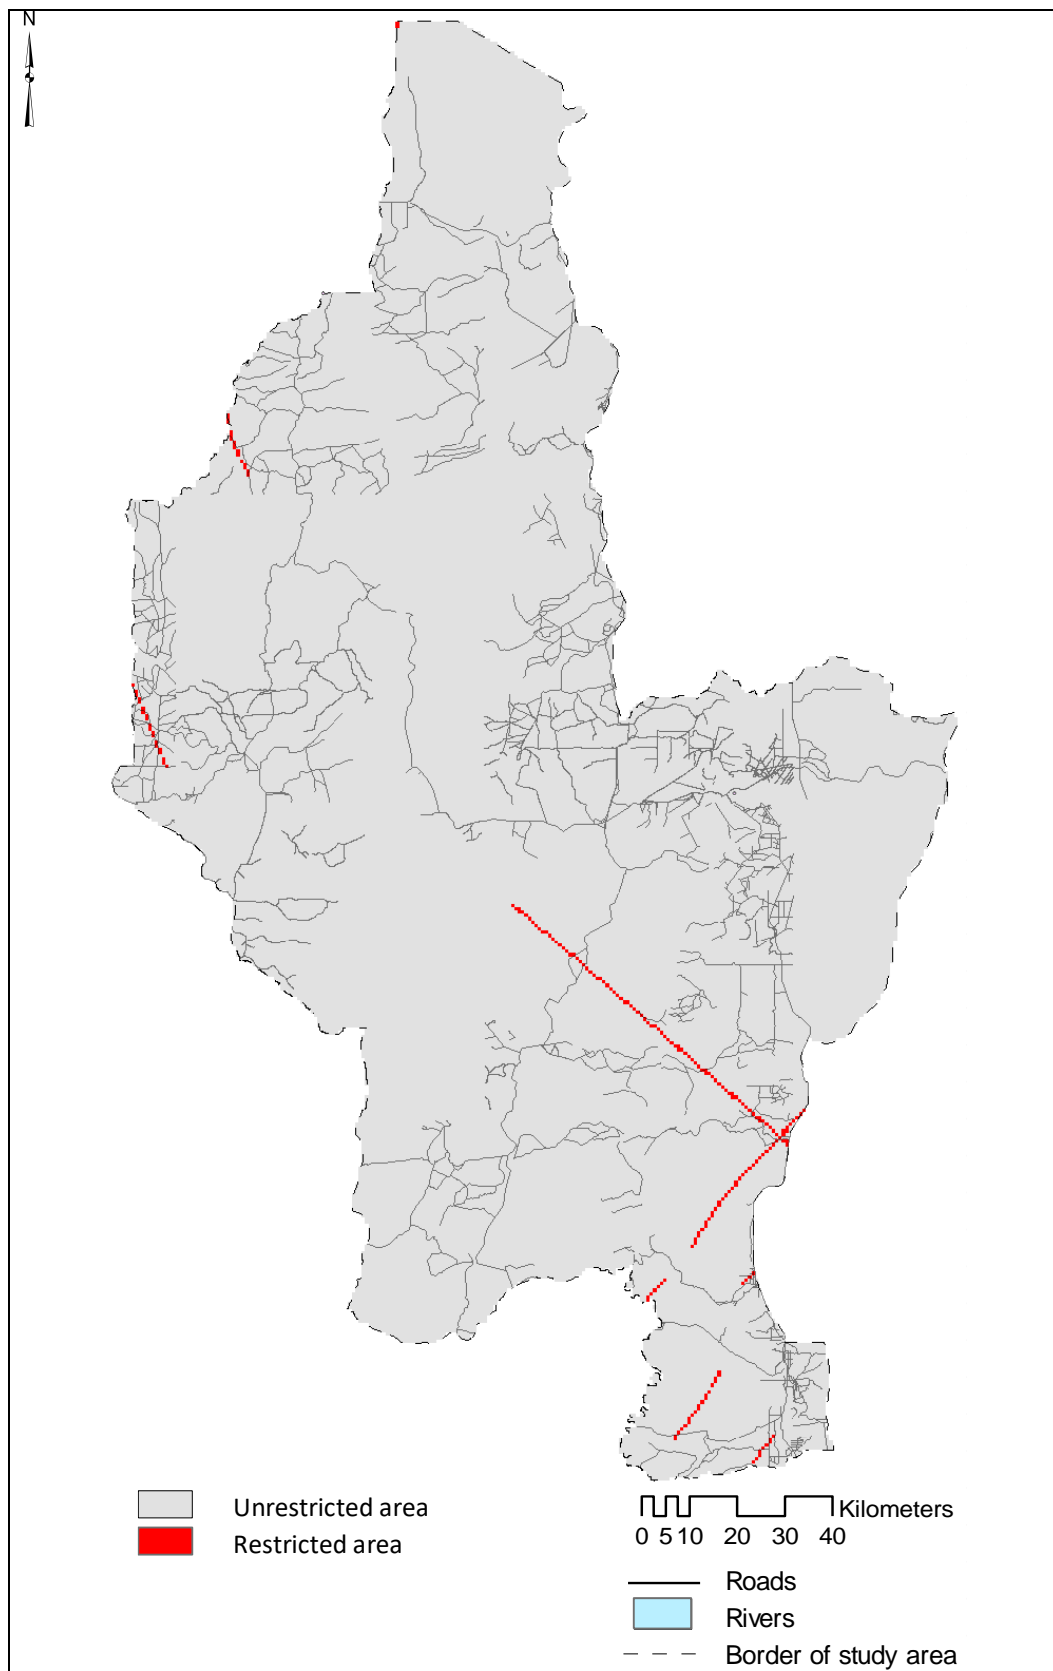 N
Unrestricted area
Restricted area
Kilometers
0 5 10 20 30 40
Roads
Rivers
Border of study area